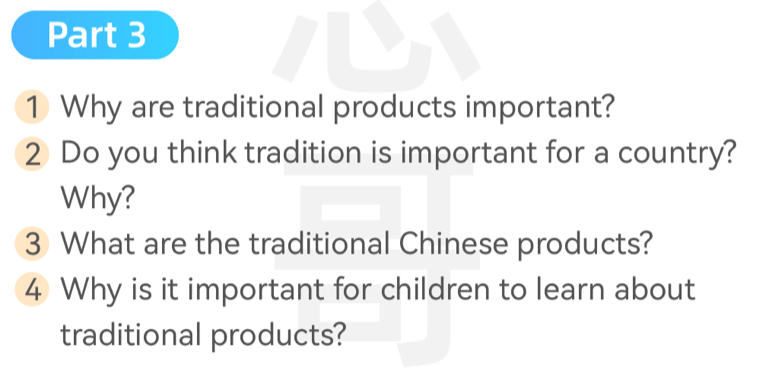 Part 3
1 Why are traditional products important?
2 Do you think tradition is important for a country?
Why?
3 What are the traditional Chinese products?
4 Why is it important for children to learn about
traditional products?
心哥